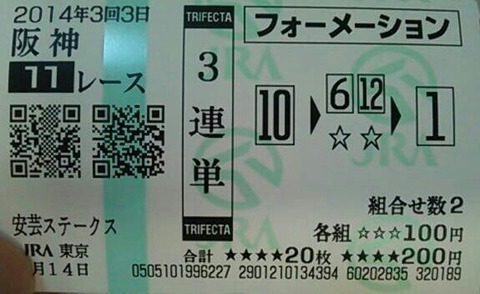 2014年3回3日
阪神
11レース
安芸ステークス
JRA 東京
月14日
TRIFECTA
3連単
TRIFECTA
フォーメーション
10 6 12 1
☆ ☆
組合せ数2
各組 ☆☆☆100円
合計 ★★★★20枚 ★★★★200円
0505101996227 2901210134394 60202835 320189
JRA
JRA